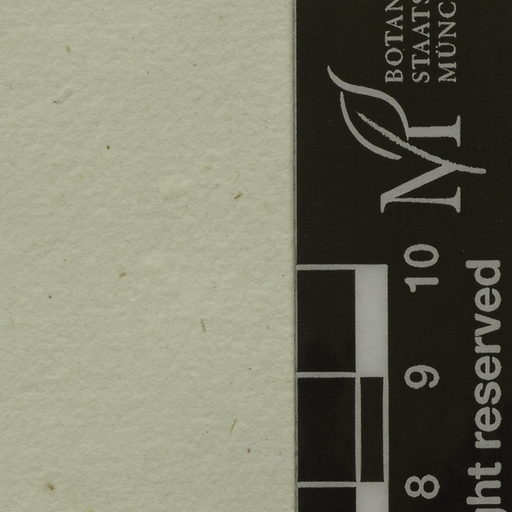 BOTAN
STAATS
MÜNC
M
10
9
8
ght reserved